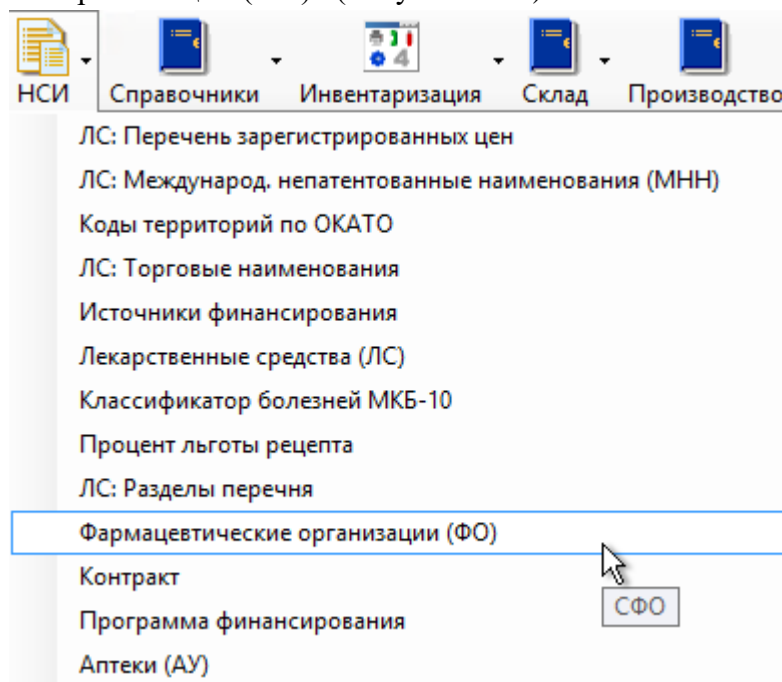 НСИ Справочники Инвентаризация Склад Производство
ЛС: Перечень зарегистрированных цен
ЛС: Международ. непатентованные наименования (МНН)
Коды территорий по ОКАТО
ЛС: Торговые наименования
Источники финансирования
Лекарственные средства (ЛС)
Классификатор болезней МКБ-10
Процент льготы рецепта
ЛС: Разделы перечня
Фармацевтические организации (ФО)
Контракт
СФО
Программа финансирования
Аптеки (АУ)